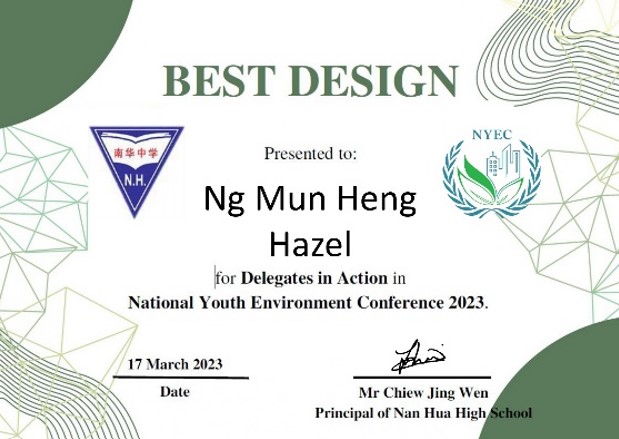 BEST DESIGN
NYEC
南华中学
N.H.
Presented to:
Ng Mun Heng
Hazel
for Delegates in Action in
National Youth Environment Conference 2023.
17 March 2023
Date
Mr Chiew Jing Wen
Principal of Nan Hua High School